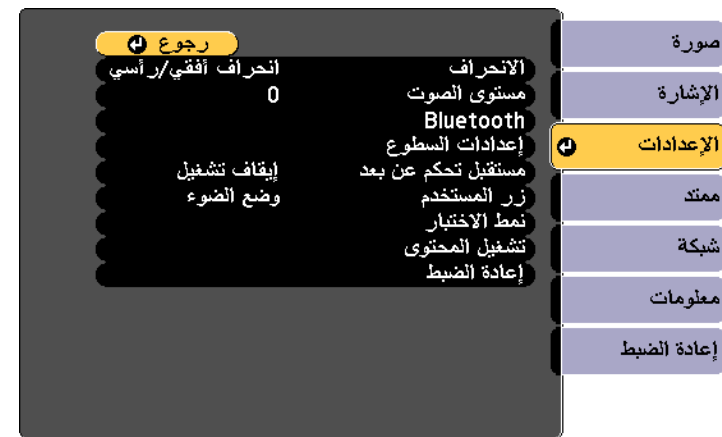 رجوع
الانحراف انحراف أفقي/رأسي
مستوى الصوت 0
Bluetooth
إعدادات السطوع
مستقبل تحكم عن بعد إيقاف تشغيل
زر المستخدم وضع الضوء
نمط الاختبار
تشغيل المحتوى
إعادة الضبط
صورة
الإشارة
الإعدادات
ممتد
شبكة
معلومات
إعادة الضبط